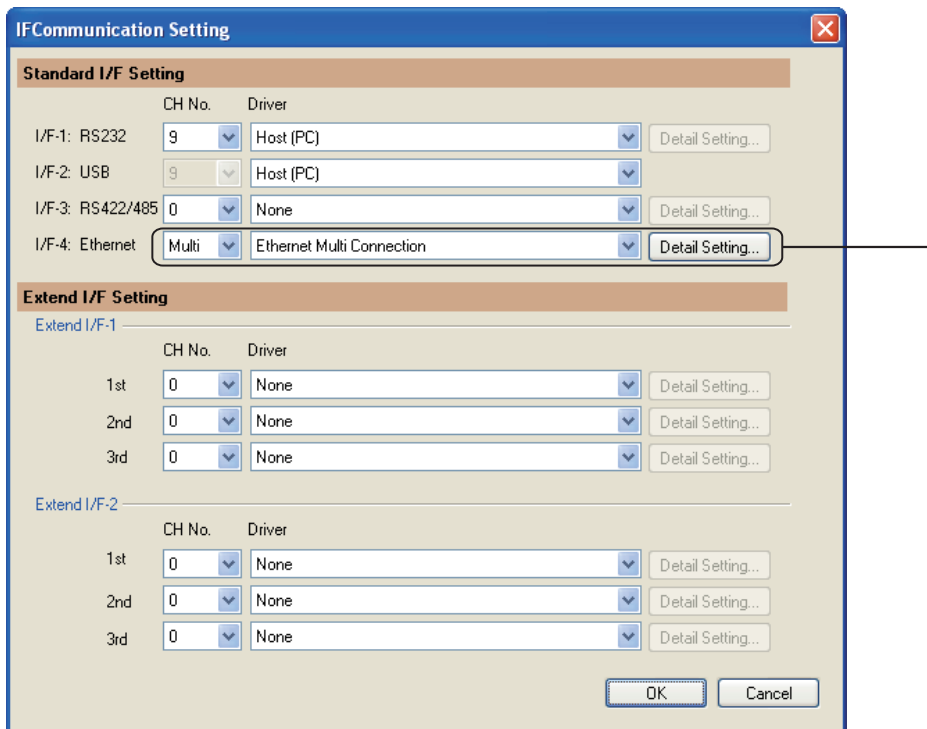 IFCommunication Setting
Standard I/F Setting
CH No. Driver
I/F-1: RS232 9 Host (PC) Detail Setting...
I/F-2: USB 9 Host (PC)
I/F-3: RS422/485 0 None Detail Setting...
I/F-4: Ethernet Multi Ethernet Multi Connection Detail Setting...
Extend I/F Setting
Extend I/F-1
CH No. Driver
1st 0 None Detail Setting...
2nd 0 None Detail Setting...
3rd 0 None Detail Setting...
Extend I/F-2
CH No. Driver
1st 0 None Detail Setting...
2nd 0 None Detail Setting...
3rd 0 None Detail Setting...
OK Cancel